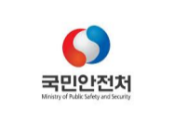 국민안전처
Ministry of Public Safety and Security